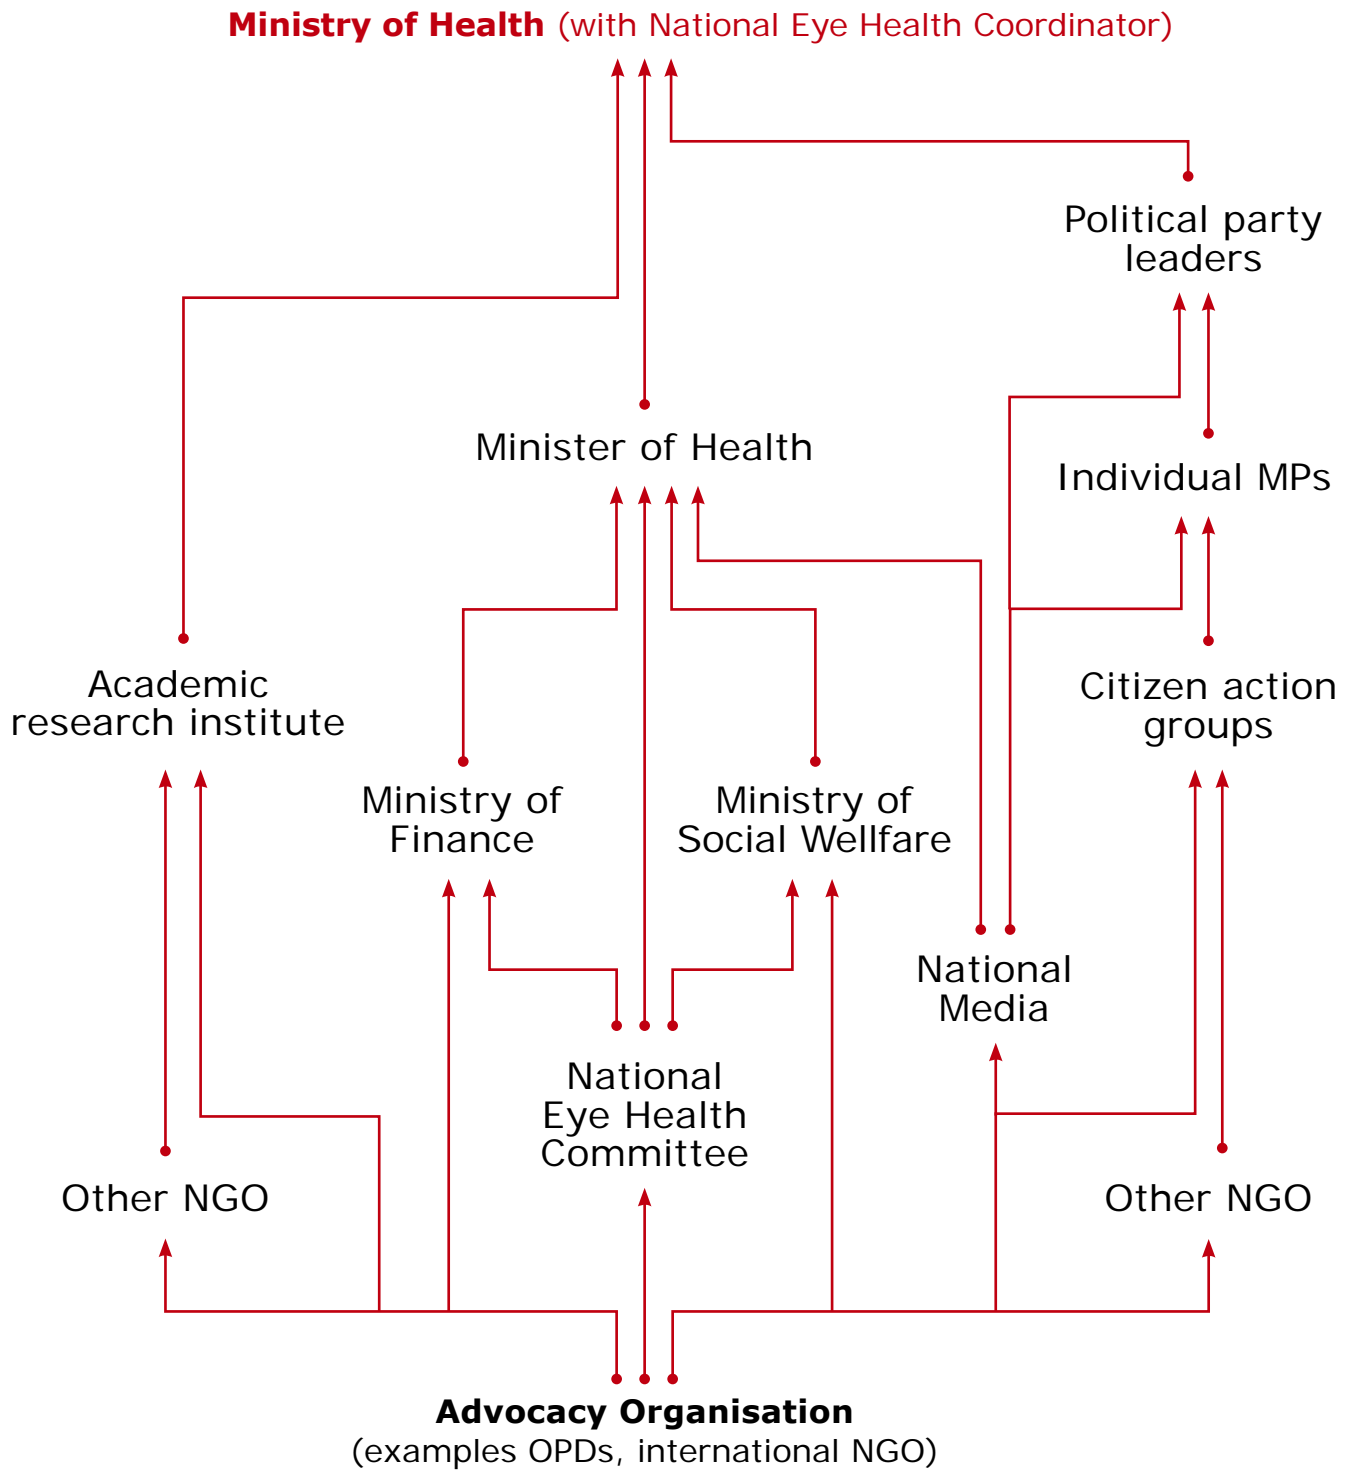 Ministry of Health (with National Eye Health Coordinator)
Political party
leaders
Minister of Health
Individual MPs
Academic
research institute
Citizen action
groups
Ministry of
Finance
Ministry of
Social Wellfare
National
Media
National
Eye Health
Committee
Other NGO
Other NGO
Advocacy Organisation
(examples OPDs, international NGO)